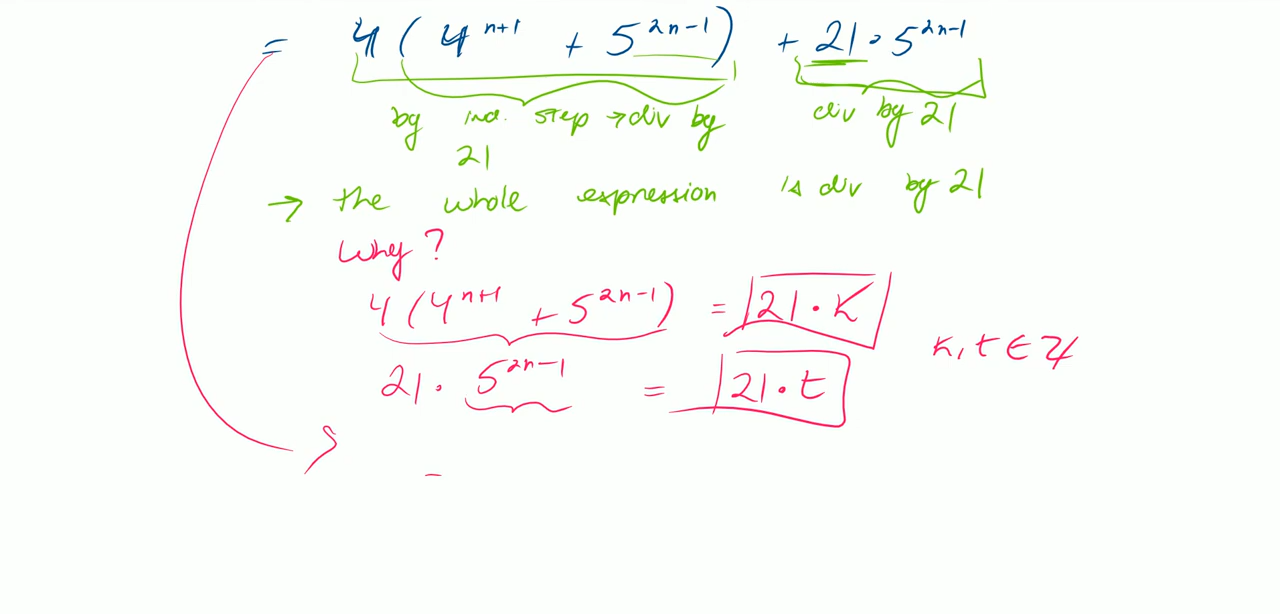 = 4(4^{n+1} + 5^{2n-1}) + 21 · 5^{2n-1}
by ind. step → div by div by 21
21
→ the whole expression is div by 21
Why?
4(4^{n+1} + 5^{2n-1}) = 21 · K
K, t ∈ Z
21 · 5^{2n-1} = 21 · t
=